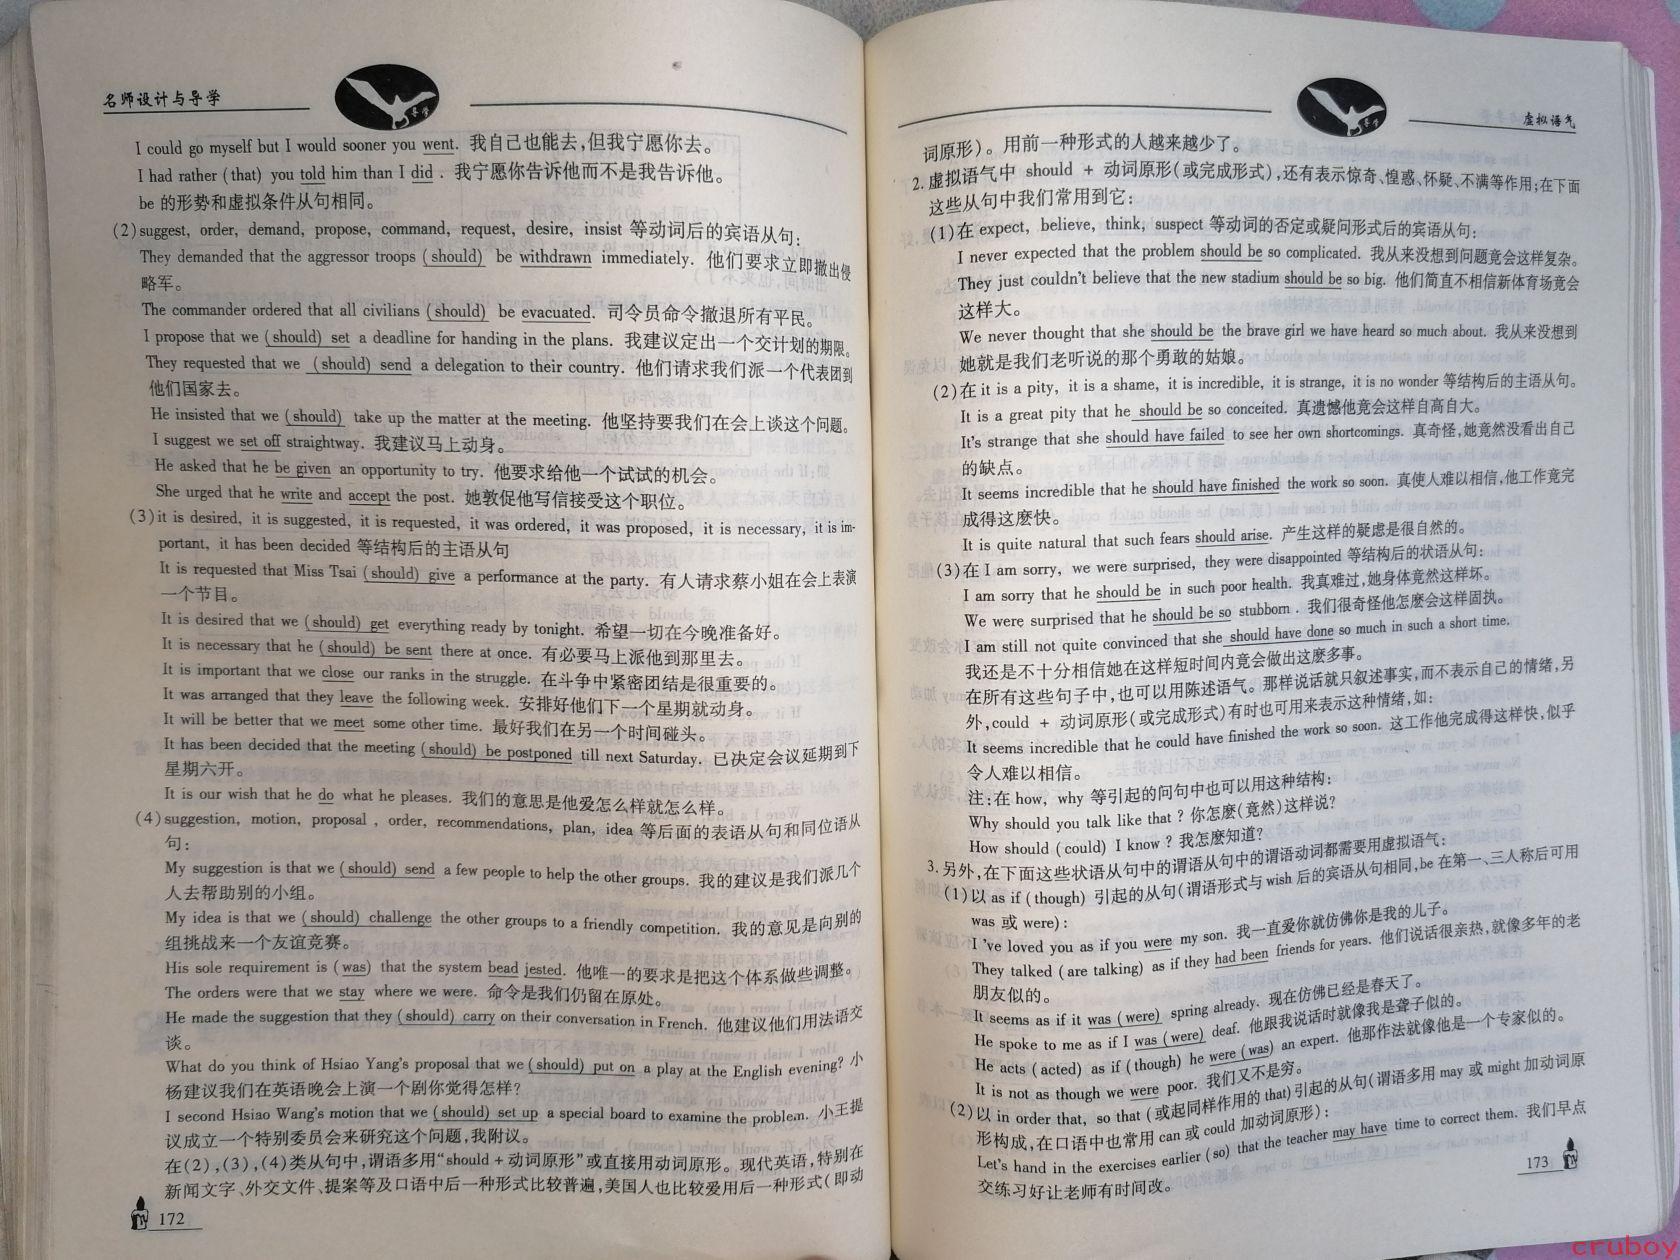 名师设计与导学
导学
I could go myself but I would sooner you went. 我自己也能去,但我宁愿你去。
I had rather (that) you told him than I did . 我宁愿你告诉他而不是我告诉他。
be 的形势和虚拟条件从句相同。
(2) suggest, order, demand, propose, command, request, desire, insist 等动词后的宾语从句:
They demanded that the aggressor troops (should) be withdrawn immediately. 他们要求立即撤出侵
略军。
The commander ordered that all civilians (should) be evacuated. 司令员命令撤退所有平民。
I propose that we (should) set a deadline for handing in the plans. 我建议定出一个交计划的期限。
They requested that we (should) send a delegation to their country. 他们请求我们派一个代表团到
他们国家去。
He insisted that we (should) take up the matter at the meeting. 他坚持要我们在会上谈这个问题。
I suggest we set off straightway. 我建议马上动身。
He asked that he be given an opportunity to try. 他要求给他一个试试的机会。
She urged that he write and accept the post. 她敦促他写信接受这个职位。
(3) it is desired, it is suggested, it is requested, it was ordered, it was proposed, it is necessary, it is im-
portant, it has been decided 等结构后的主语从句
It is requested that Miss Tsai (should) give a performance at the party. 有人请求蔡小姐在会上表演
一个节目。
It is desired that we (should) get everything ready by tonight. 希望一切在今晚准备好。
It is necessary that he (should) be sent there at once. 有必要马上派他到那里去。
It is important that we close our ranks in the struggle. 在斗争中紧密团结是很重要的。
It was arranged that they leave the following week. 安排好他们下一个星期就动身。
It will be better that we meet some other time. 最好我们在另一个时间碰头。
It has been decided that the meeting (should) be postponed till next Saturday. 已决定会议延期到下
星期六开。
It is our wish that he do what he pleases. 我们的意思是他爱怎么样就怎么样。
(4) suggestion, motion, proposal , order, recommendations, plan, idea 等后面的表语从句和同位语从
句:
My suggestion is that we (should) send a few people to help the other groups. 我的建议是我们派几个
人去帮助别的小组。
My idea is that we (should) challenge the other groups to a friendly competition. 我的意见是向别的
组挑战来一个友谊竞赛。
His sole requirement is (was) that the system bead jested. 他唯一的要求是把这个体系做些调整。
The orders were that we stay where we were. 命令是我们仍留在原处。
He made the suggestion that they (should) carry on their conversation in French. 他建议他们用法语交
谈。
What do you think of Hsiao Yang's proposal that we (should) put on a play at the English evening? 小
杨建议我们在英语晚会上演一个剧你觉得怎样?
I second Hsiao Wang's motion that we (should) set up a special board to examine the problem. 小王提
议成立一个特别委员会来研究这个问题,我附议。
在(2),(3),(4)类从句中,谓语多用“should + 动词原形”或直接用动词原形。现代英语,特别在
新闻文字、外交文件、提案等及口语中后一种形式比较普遍,美国人也比较爱用后一种形式(即动
172
虚拟语气
导学
词原形)。用前一种形式的人越来越少了。
2. 虚拟语气中 should + 动词原形(或完成形式),还有表示惊奇、惶惑、怀疑、不满等作用;在下面
这些从句中我们常用到它:
(1) 在 expect, believe, think, suspect 等动词的否定或疑问形式后的宾语从句:
I never expected that the problem should be so complicated. 我从来没想到问题竟会这样复杂。
They just couldn't believe that the new stadium should be so big. 他们简直不相信新体育场竟会
这样大。
We never thought that she should be the brave girl we have heard so much about. 我从来没想到
她就是我们老听说的那个勇敢的姑娘。
(2) 在 it is a pity, it is a shame, it is incredible, it is strange, it is no wonder 等结构后的主语从句。
It is a great pity that he should be so conceited. 真遗憾他竟会这样自高自大。
It's strange that she should have failed to see her own shortcomings. 真奇怪,她竟然没看出自己
的缺点。
It seems incredible that he should have finished the work so soon. 真使人难以相信,他工作竟完
成得这麽快。
It is quite natural that such fears should arise. 产生这样的疑虑是很自然的。
(3) 在 I am sorry, we were surprised, they were disappointed 等结构后的状语从句:
I am sorry that he should be in such poor health. 我真难过,她身体竟然这样坏。
We were surprised that he should be so stubborn . 我们很奇怪他怎麽会这样固执。
I am still not quite convinced that she should have done so much in such a short time.
我还是不十分相信她在这样短时间内竟会做出这麽多事。
在所有这些句子中,也可以用陈述语气。那样说话就只叙述事实,而不表示自己的情绪,另
外,could + 动词原形(或完成形式)有时也可用来表示这种情绪,如:
It seems incredible that he could have finished the work so soon. 这工作他完成得这样快,似乎
令人难以相信。
注:在 how, why 等引起的问句中也可以用这种结构:
Why should you talk like that ? 你怎麽(竟然)这样说?
How should (could) I know ? 我怎麽知道?
3. 另外,在下面这些状语从句中的谓语从句中的谓语动词都需要用虚拟语气:
(1) 以 as if (though) 引起的从句(谓语形式与 wish 后的宾语从句相同,be 在第一、三人称后可用
was 或 were):
I 've loved you as if you were my son. 我一直爱你就仿佛你是我的儿子。
They talked (are talking) as if they had been friends for years. 他们说话很亲热,就像多年的老
朋友似的。
It seems as if it was (were) spring already. 现在仿佛已经是春天了。
He spoke to me as if I was (were) deaf. 他跟我说话时就像我是聋子似的。
He acts (acted) as if (though) he were (was) an expert. 他那作法就像他是一个专家似的。
It is not as though we were poor. 我们又不是穷。
(2) 以 in order that, so that (或起同样作用的 that)引起的从句(谓语多用 may 或 might 加动词原
形构成,在口语中也常用 can 或 could 加动词原形):
Let's hand in the exercises earlier (so) that the teacher may have time to correct them. 我们早点
交练习好让老师有时间改。
173
cruboy